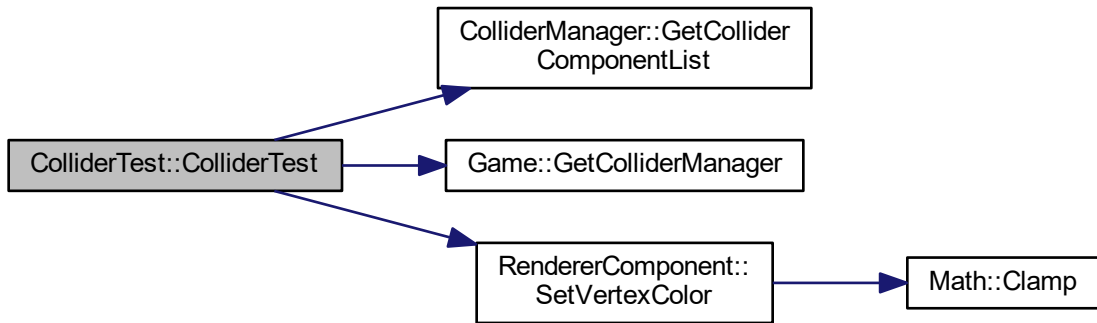 ColliderManager::GetCollider
ComponentList
ColliderTest::ColliderTest
Game::GetColliderManager
RendererComponent::
SetVertexColor
Math::Clamp